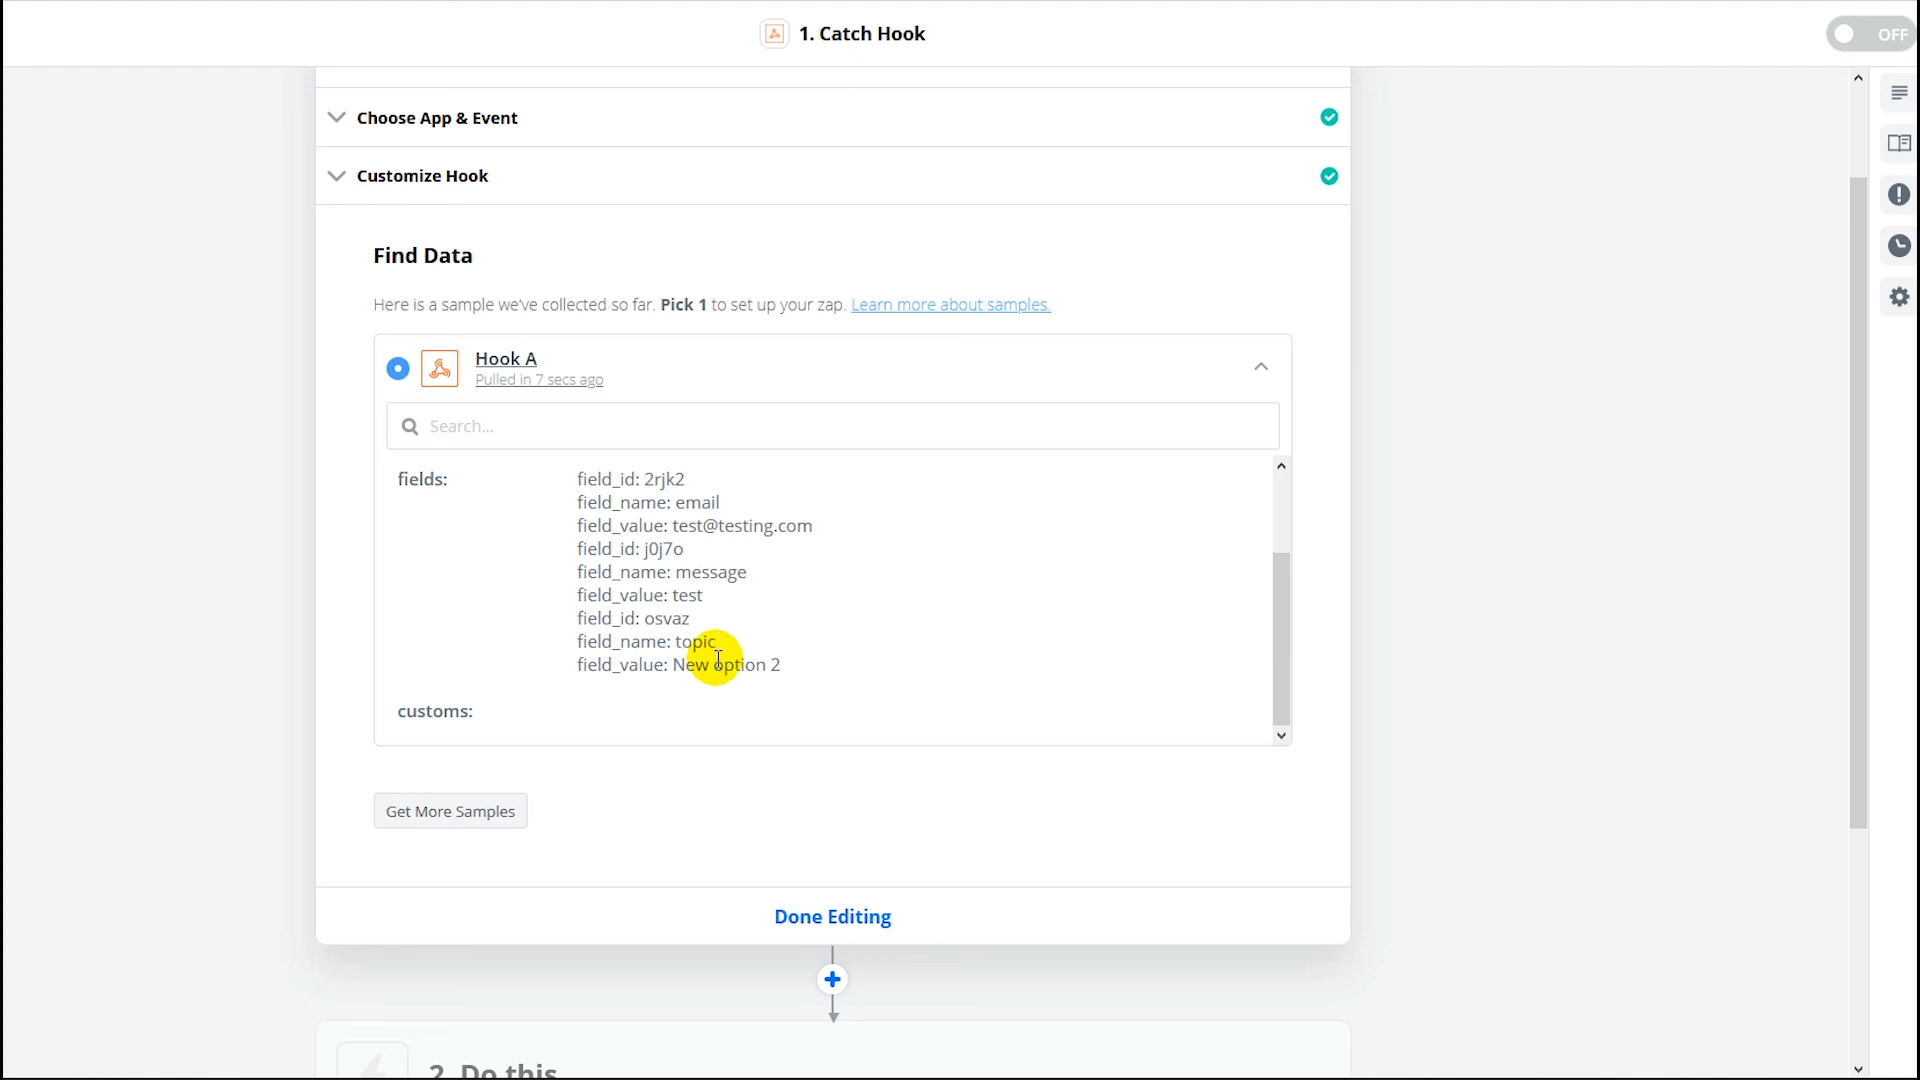 1. Catch Hook
OFF
Choose App & Event
Customize Hook
Find Data
Here is a sample we've collected so far. Pick 1 to set up your zap. Learn more about samples.
Hook A
Pulled in 7 secs ago
Search...
fields:
field_id: 2rjk2
field_name: email
field_value: test@testing.com
field_id: j0j7o
field_name: message
field_value: test
field_id: osvaz
field_name: topic
field_value: New option 2
customs:
Get More Samples
Done Editing
2. Do this